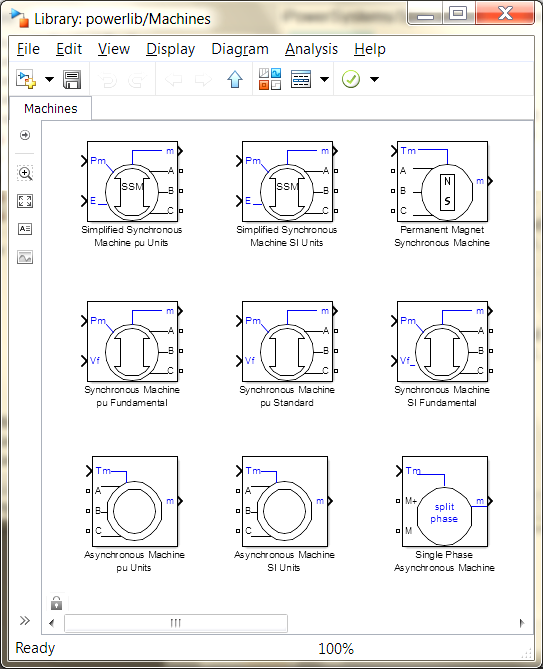 Library: powerlib/Machines
File Edit View Display Diagram Analysis Help
Machines
Pm m A B C E SSM
Simplified Synchronous
Machine pu Units
Pm m A B C E SSM
Simplified Synchronous
Machine SI Units
Tm A B C m N S
Permanent Magnet
Synchronous Machine
Pm m A B C Vf
Synchronous Machine
pu Fundamental
Pm m A B C Vf
Synchronous Machine
pu Standard
Pm m A B C Vf_
Synchronous Machine
SI Fundamental
Tm A B C m
Asynchronous Machine
pu Units
Tm A B C m
Asynchronous Machine
SI Units
Tm M+ M m
split
phase
Single Phase
Asynchronous Machine
Ready 100%